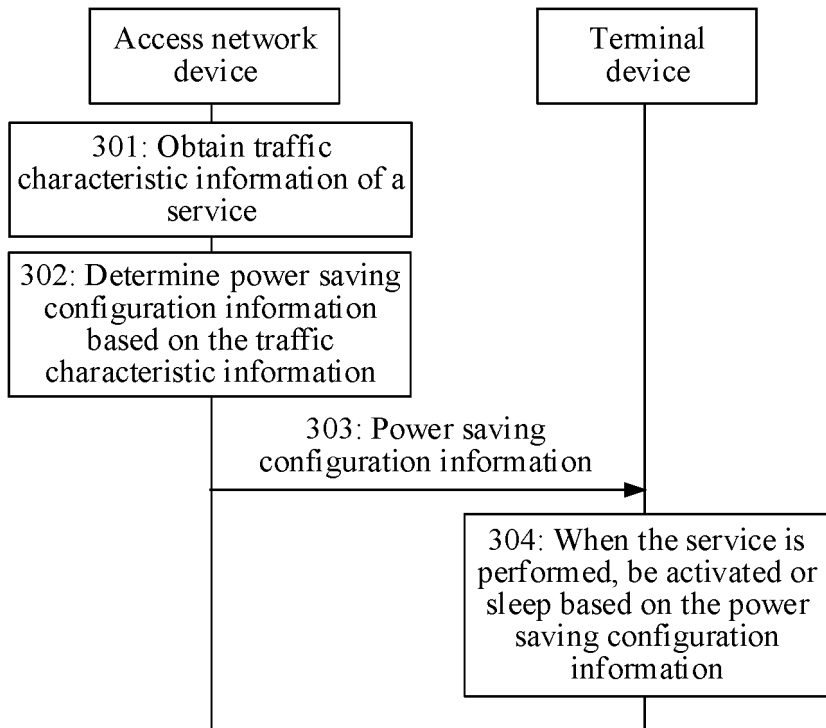 Access network
device
Terminal
device
301: Obtain traffic
characteristic information of a
service
302: Determine power saving
configuration information
based on the traffic
characteristic information
303: Power saving
configuration information
304: When the service is
performed, be activated or
sleep based on the power
saving configuration
information